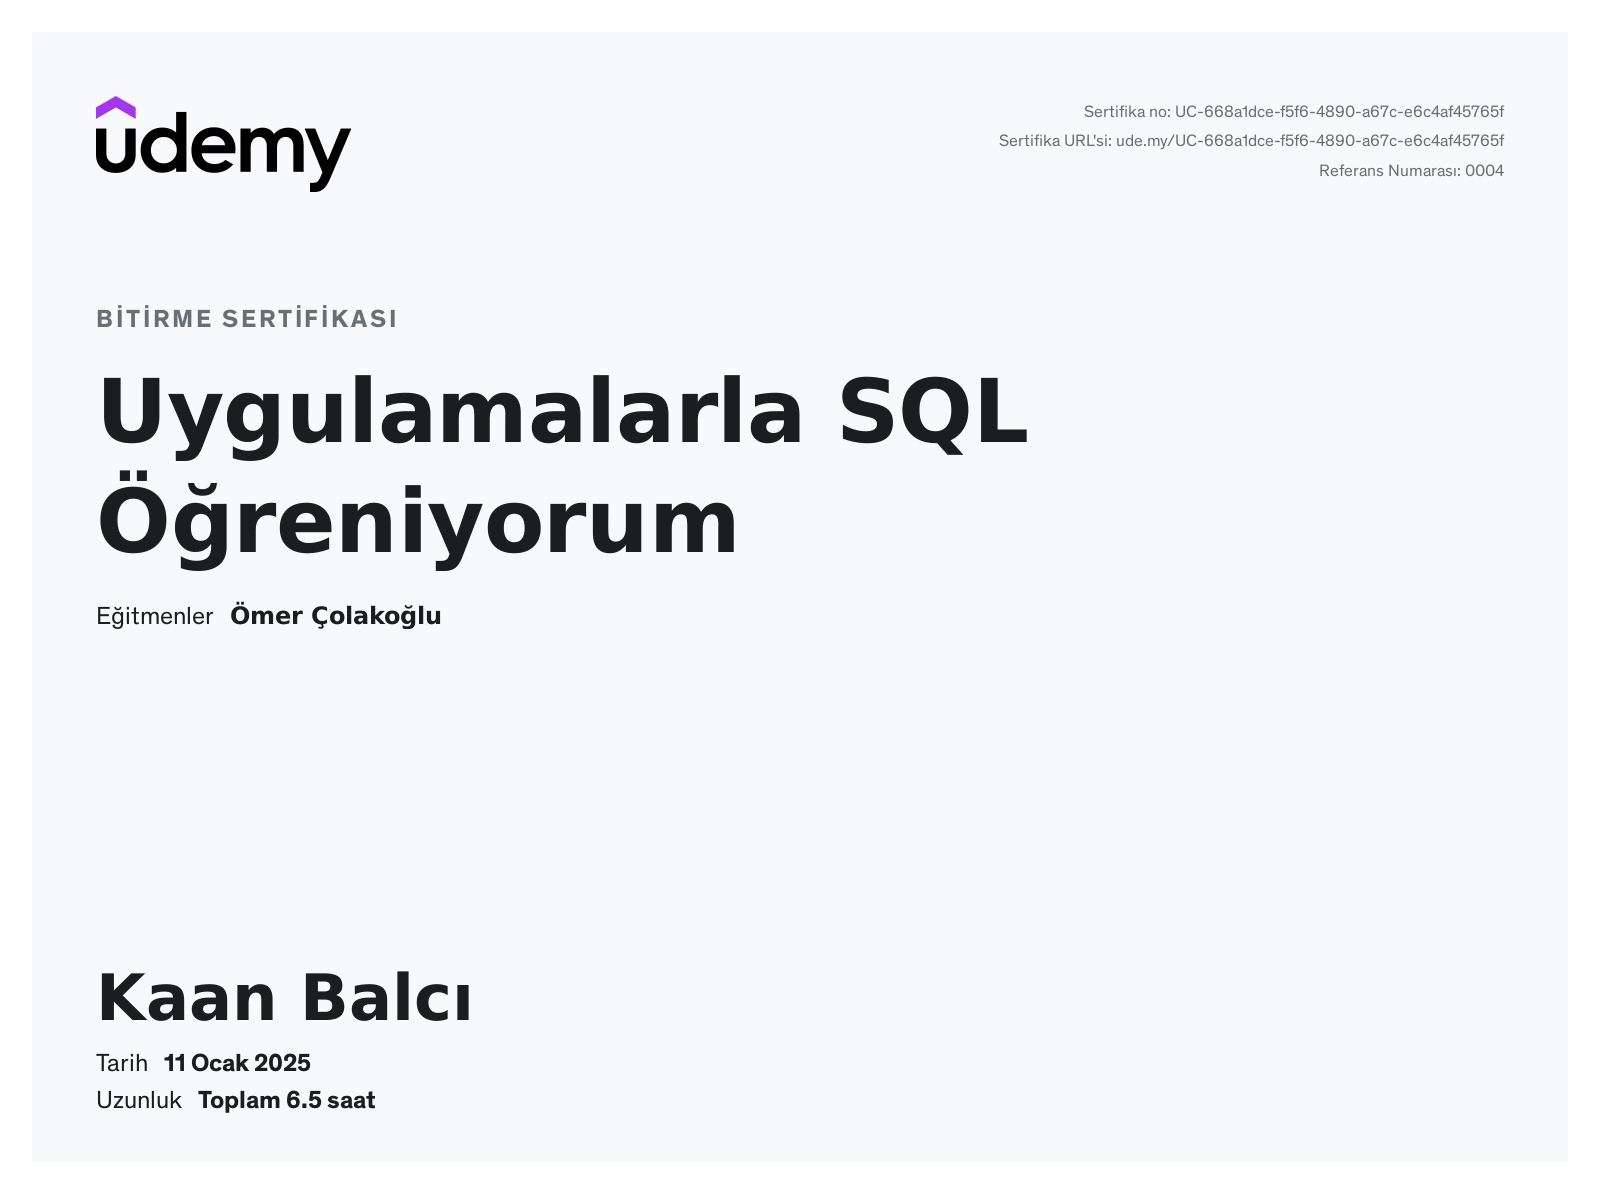 udemy
Sertifika no: UC-668a1dce-f5f6-4890-a67c-e6c4af45765f
Sertifika URL'si: ude.my/UC-668a1dce-f5f6-4890-a67c-e6c4af45765f
Referans Numarası: 0004
BİTİRME SERTİFİKASI
Uygulamalarla SQL
Öğreniyorum
Eğitmenler Ömer Çolakoğlu
Kaan Balcı
Tarih 11 Ocak 2025
Uzunluk Toplam 6.5 saat